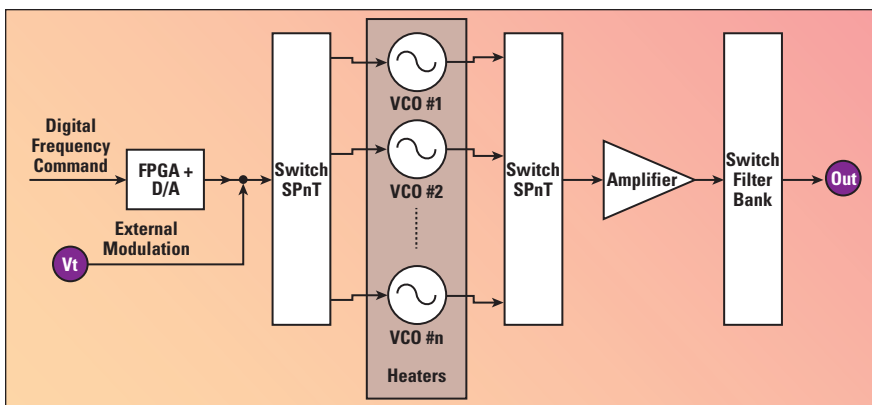 Digital
Frequency
Command
FPGA +
D/A
External
Modulation
Vt
Switch
SPnT
VCO #1
VCO #2
VCO #n
Heaters
Switch
SPnT
Amplifier
Switch
Filter
Bank
Out